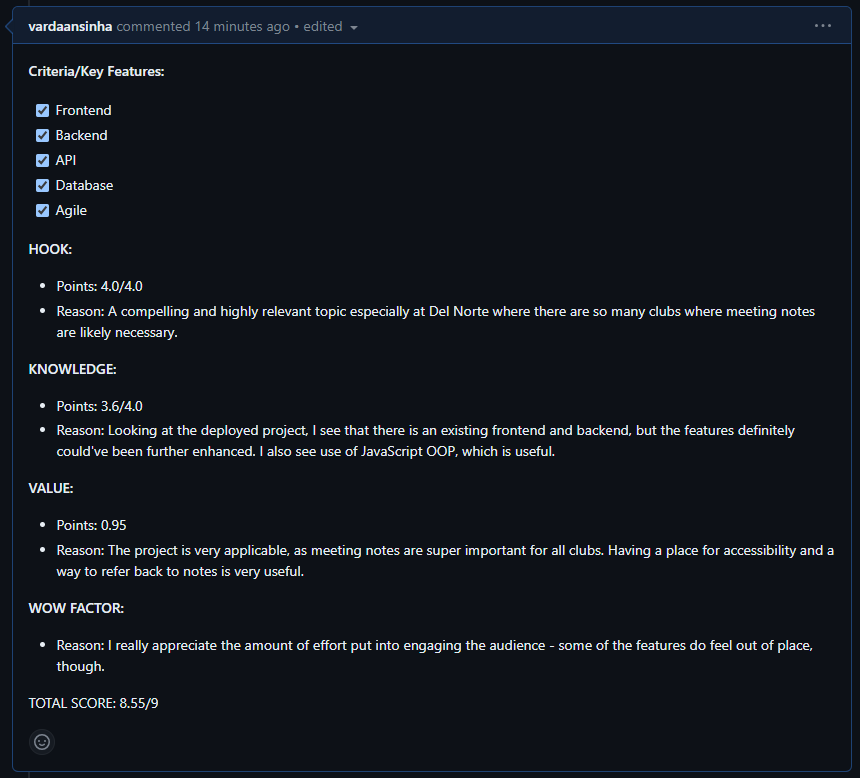 vardaansinha commented 14 minutes ago • edited
Criteria/Key Features:
Frontend
Backend
API
Database
Agile
HOOK:
Points: 4.0/4.0
Reason: A compelling and highly relevant topic especially at Del Norte where there are so many clubs where meeting notes
are likely necessary.
KNOWLEDGE:
Points: 3.6/4.0
Reason: Looking at the deployed project, I see that there is an existing frontend and backend, but the features definitely
could've been further enhanced. I also see use of JavaScript OOP, which is useful.
VALUE:
Points: 0.95
Reason: The project is very applicable, as meeting notes are super important for all clubs. Having a place for accessibility and a
way to refer back to notes is very useful.
WOW FACTOR:
Reason: I really appreciate the amount of effort put into engaging the audience - some of the features do feel out of place,
though.
TOTAL SCORE: 8.55/9